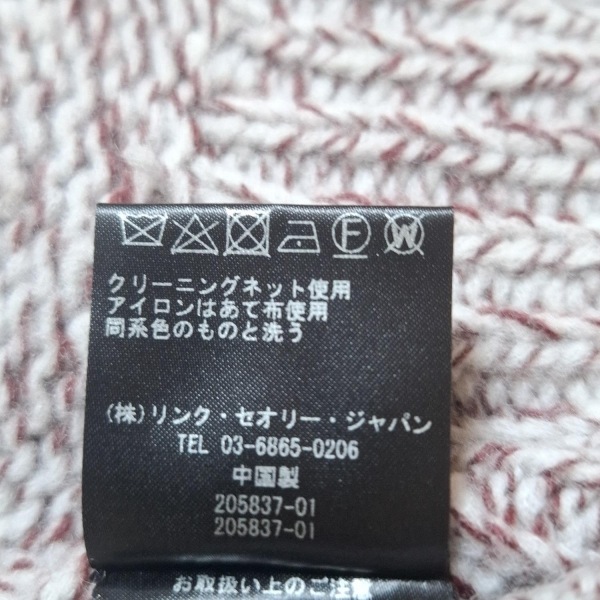 F W
クリーニングネット使用
アイロンはあて布使用
同系色のものと洗う
(株)リンク・セオリー・ジャパン
TEL 03-6865-0206
中国製
205837-01
205837-01
お取扱い上のご注意